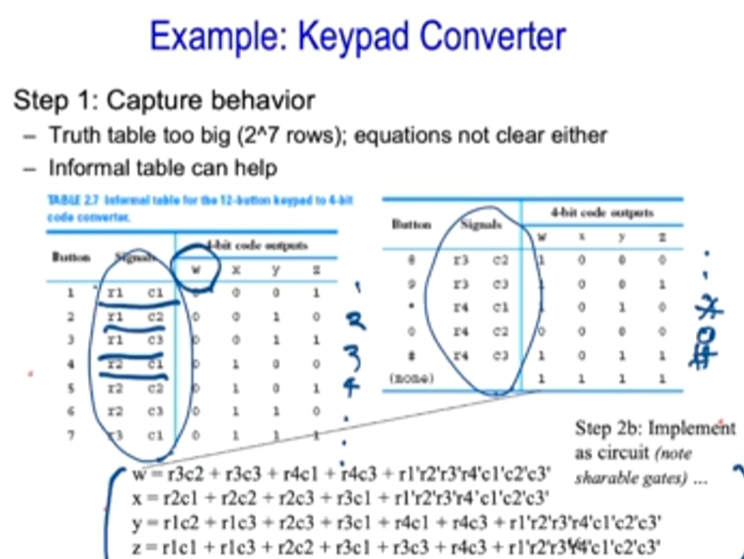 Example: Keypad Converter
Step 1: Capture behavior
– Truth table too big (2^7 rows); equations not clear either
– Informal table can help
TABLE 2.7 Informal table for the 12-button keypad to 4-bit
code converter.
4-bit code outputs
Button Signals w x y z
1 r1 c1 0 0 0 1
2 r1 c2 0 0 1 0
3 r1 c3 0 0 1 1
4 r2 c1 0 1 0 0
5 r2 c2 0 1 0 1
6 r2 c3 0 1 1 0
7 r3 c1 0 1 1 1
1
2
3
4
4-bit code outputs
Button Signals w x y z
8 r3 c2 1 0 0 0
9 r3 c3 1 0 0 1
* r4 c1 1 0 1 0
0 r4 c2 0 0 0 0
# r4 c3 1 0 1 1
(none) 1 1 1 1
*
0
#
Step 2b: Implement
as circuit (note
sharable gates) ...
w = r3c2 + r3c3 + r4c1 + r4c3 + r1'r2'r3'r4'c1'c2'c3'
x = r2c1 + r2c2 + r2c3 + r3c1 + r1'r2'r3'r4'c1'c2'c3'
y = r1c2 + r1c3 + r2c3 + r3c1 + r4c1 + r4c3 + r1'r2'r3'r4'c1'c2'c3'
z = r1c1 + r1c3 + r2c2 + r3c1 + r3c3 + r4c3 + r1'r2'r3'r4'c1'c2'c3'